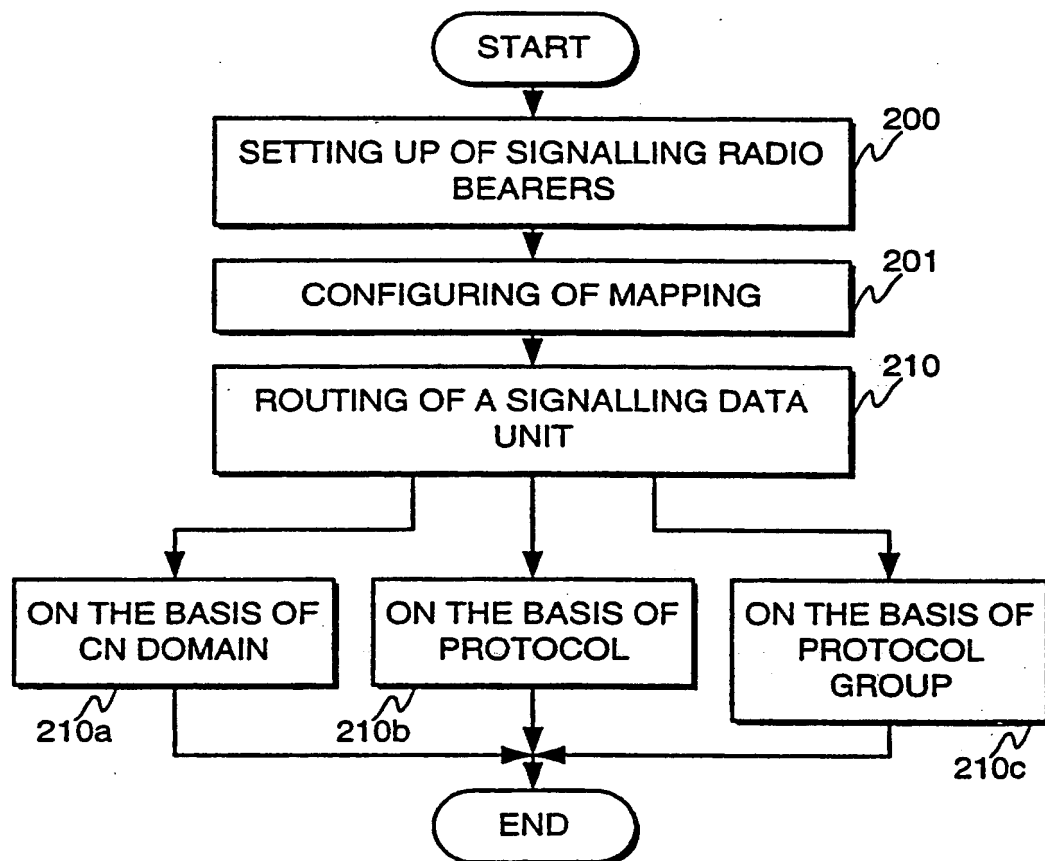 START
200
SETTING UP OF SIGNALLING RADIO
BEARERS
201
CONFIGURING OF MAPPING
210
ROUTING OF A SIGNALLING DATA
UNIT
ON THE BASIS OF
CN DOMAIN
210a
ON THE BASIS OF
PROTOCOL
210b
ON THE BASIS OF
PROTOCOL
GROUP
210c
END